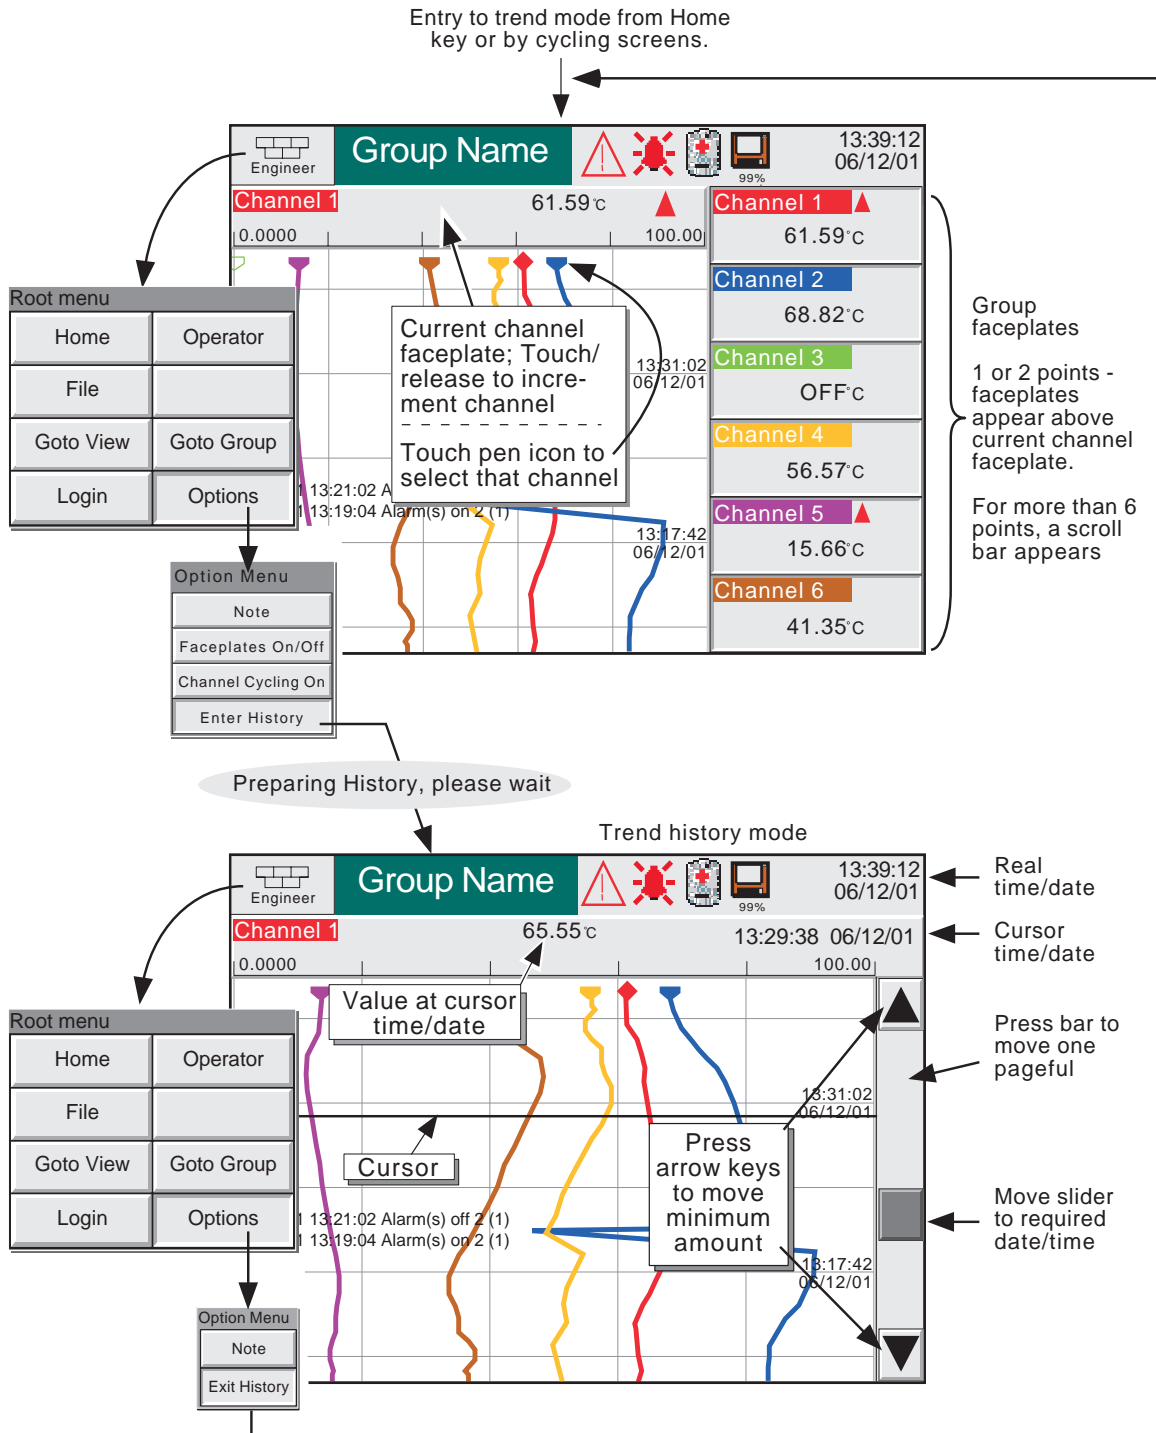 Entry to trend mode from Home
key or by cycling screens.
Engineer
Group Name
99%
13:39:12
06/12/01
Channel 1
61.59°C
0.0000
100.00
Channel 1
61.59°C
Channel 2
68.82°C
Channel 3
OFF°C
Channel 4
56.57°C
Channel 5
15.66°C
Channel 6
41.35°C
Group
faceplates
1 or 2 points -
faceplates
appear above
current channel
faceplate.
For more than 6
points, a scroll
bar appears
Current channel
faceplate; Touch/
release to incre-
ment channel
Touch pen icon to
select that channel
13:31:02
06/12/01
1 13:21:02 A
1 13:19:04 Alarm(s) on 2 (1)
13:17:42
06/12/01
Root menu
Home
Operator
File
Goto View
Goto Group
Login
Options
Option Menu
Note
Faceplates On/Off
Channel Cycling On
Enter History
Preparing History, please wait
Trend history mode
Engineer
Group Name
99%
13:39:12
06/12/01
Real
time/date
Channel 1
65.55°C
13:29:38 06/12/01
Cursor
time/date
0.0000
100.00
Value at cursor
time/date
Press bar to
move one
pageful
13:31:02
06/12/01
Cursor
Press
arrow keys
to move
minimum
amount
Move slider
to required
date/time
1 13:21:02 Alarm(s) off 2 (1)
1 13:19:04 Alarm(s) on 2 (1)
13:17:42
06/12/01
Root menu
Home
Operator
File
Goto View
Goto Group
Login
Options
Option Menu
Note
Exit History